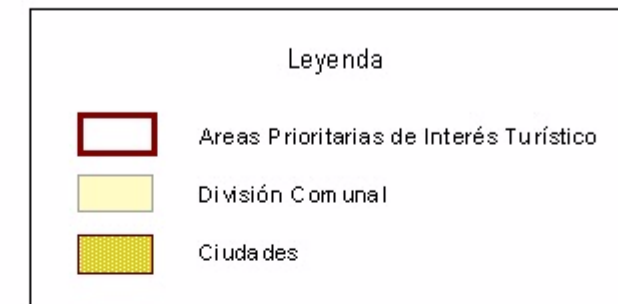 Leyenda
Areas Prioritarias de Interés Turístico
División Comunal
Ciudades